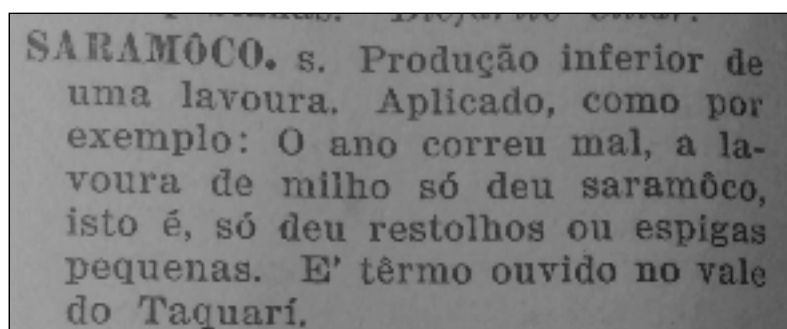 SARAMÔCO. s. Produção inferior de
uma lavoura. Aplicado, como por
exemplo: O ano correu mal, a la-
voura de milho só deu saramôco,
isto é, só deu restolhos ou espigas
pequenas. E' têrmo ouvido no vale
do Taquarí.